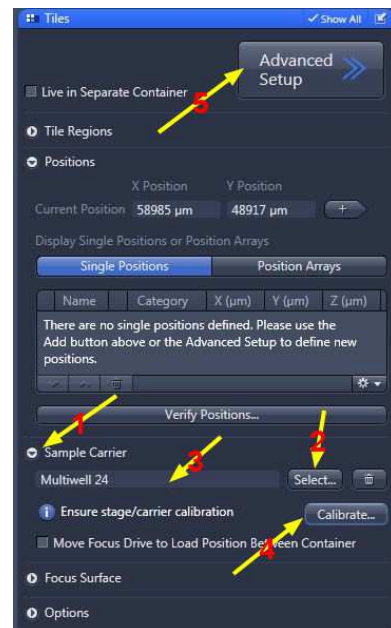 Tiles
Show All
Advanced
Setup
Live in Separate Container
5
Tile Regions
Positions
X Position Y Position
Current Position 58985 µm 48917 µm +
Display Single Positions or Position Arrays
Single Positions Position Arrays
Name Category X (µm) Y (µm) Z (µm)
There are no single positions defined. Please use the
Add button above or the Advanced Setup to define new
positions.
Verify Positions...
1
2
Sample Carrier
3
Multiwell 24 Select...
Ensure stage/carrier calibration Calibrate...
4
Move Focus Drive to Load Position Between Container
Focus Surface
Options